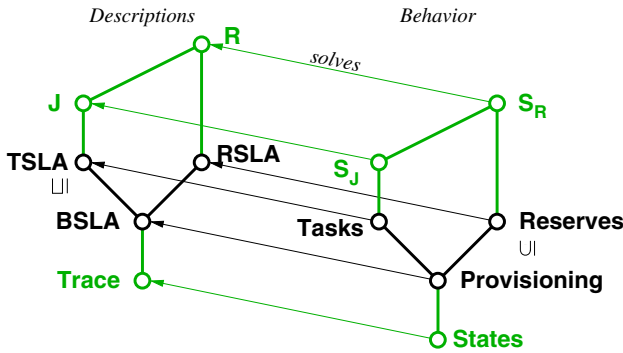 Descriptions Behavior
R
solves
J
S_R
TSLA RSLA
S_J
⊔|
BSLA Tasks Reserves
∪|
Trace Provisioning
States